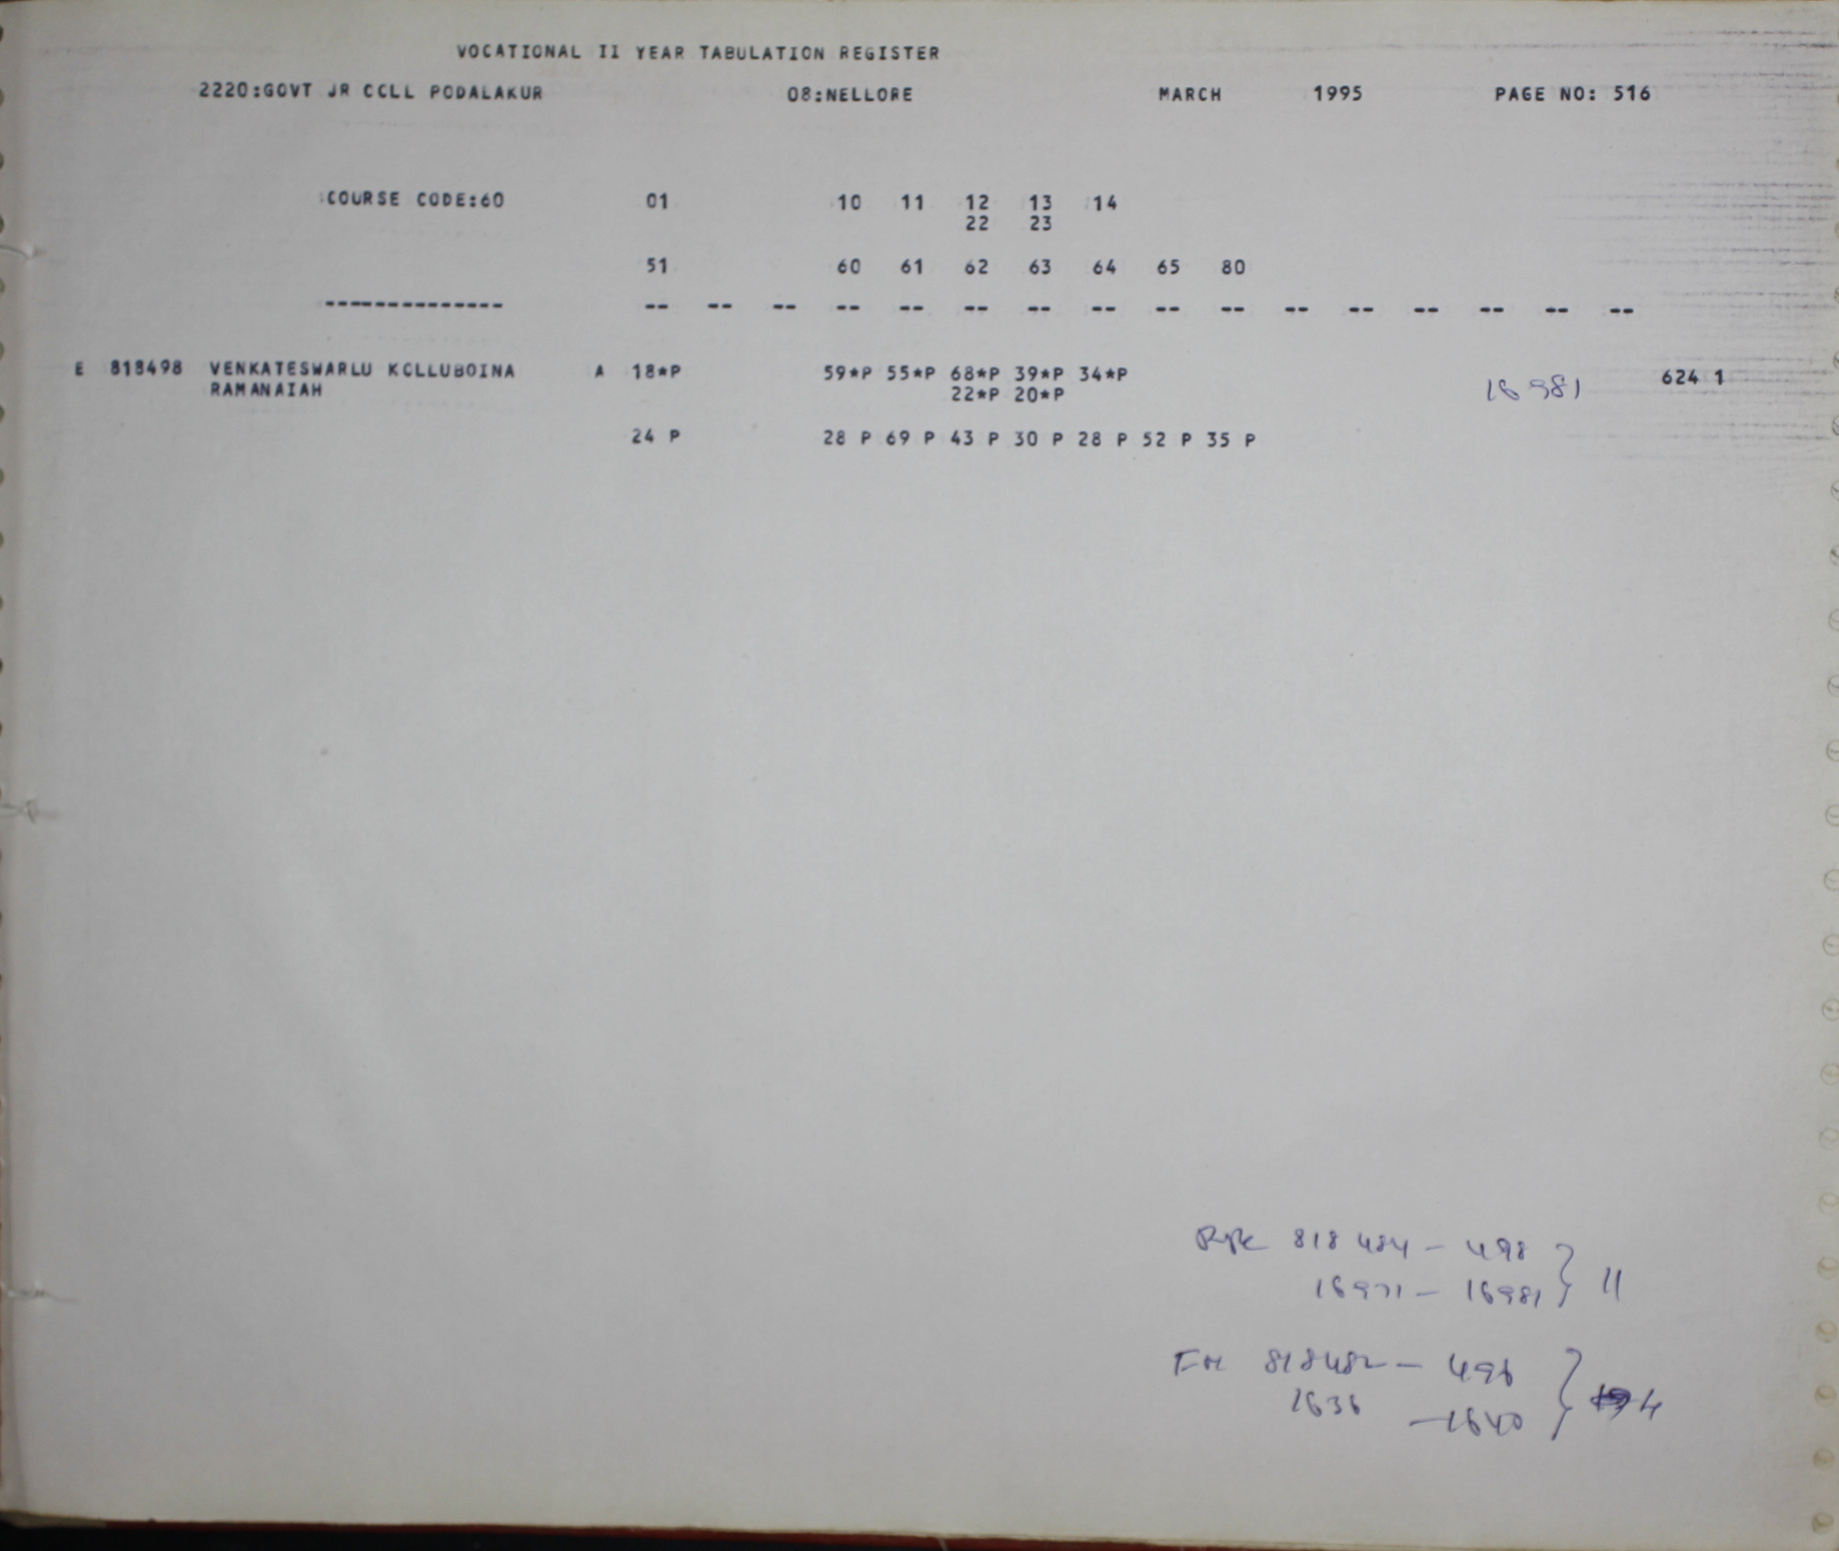 VOCATIONAL II YEAR TABULATION REGISTER
2220:GOVT JR COLL PODALAKUR 08:NELLORE MARCH 1995 PAGE NO: 516
COURSE CODE:60 01 10 11 12 13 14
22 23
51 60 61 62 63 64 65 80
-------------- -- -- -- -- -- -- -- -- -- -- -- -- -- -- -- --
E 818498 VENKATESWARLU KOLLUBOINA A 18*P 59*P 55*P 68*P 39*P 34*P 16981 624 1
RAMANAIAH 22*P 20*P
24 P 28 P 69 P 43 P 30 P 28 P 52 P 35 P
818484 - 498 } 11
16971 - 16981
818482 - 496 } 4
1636 - 1640